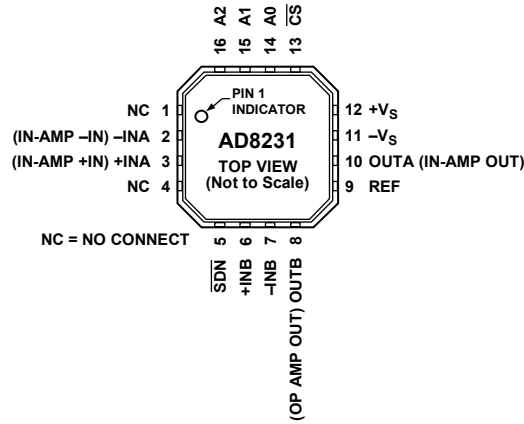 16 A2
15 A1
14 A0
13 CS
PIN 1
INDICATOR
NC 1
(IN-AMP –IN) –INA 2
(IN-AMP +IN) +INA 3
NC 4
AD8231
TOP VIEW
(Not to Scale)
12 +VS
11 –VS
10 OUTA (IN-AMP OUT)
9 REF
NC = NO CONNECT
SDN 5
+INB 6
–INB 7
(OP AMP OUT) OUTB 8